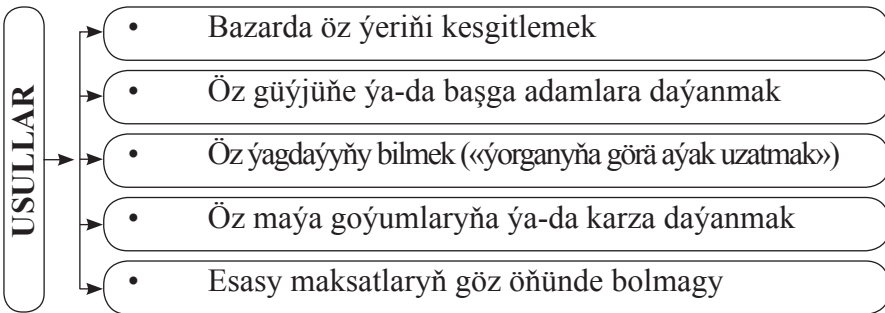 USULLAR
• Bazarda öz ýeriňi kesgitlemek
• Öz güýjüňe ýa-da başga adamlara daýanmak
• Öz ýagdaýyňy bilmek («ýorganyňa görä aýak uzatmak»)
• Öz maýa goýumlaryňa ýa-da karza daýanmak
• Esasy maksatlaryň göz öňünde bolmagy